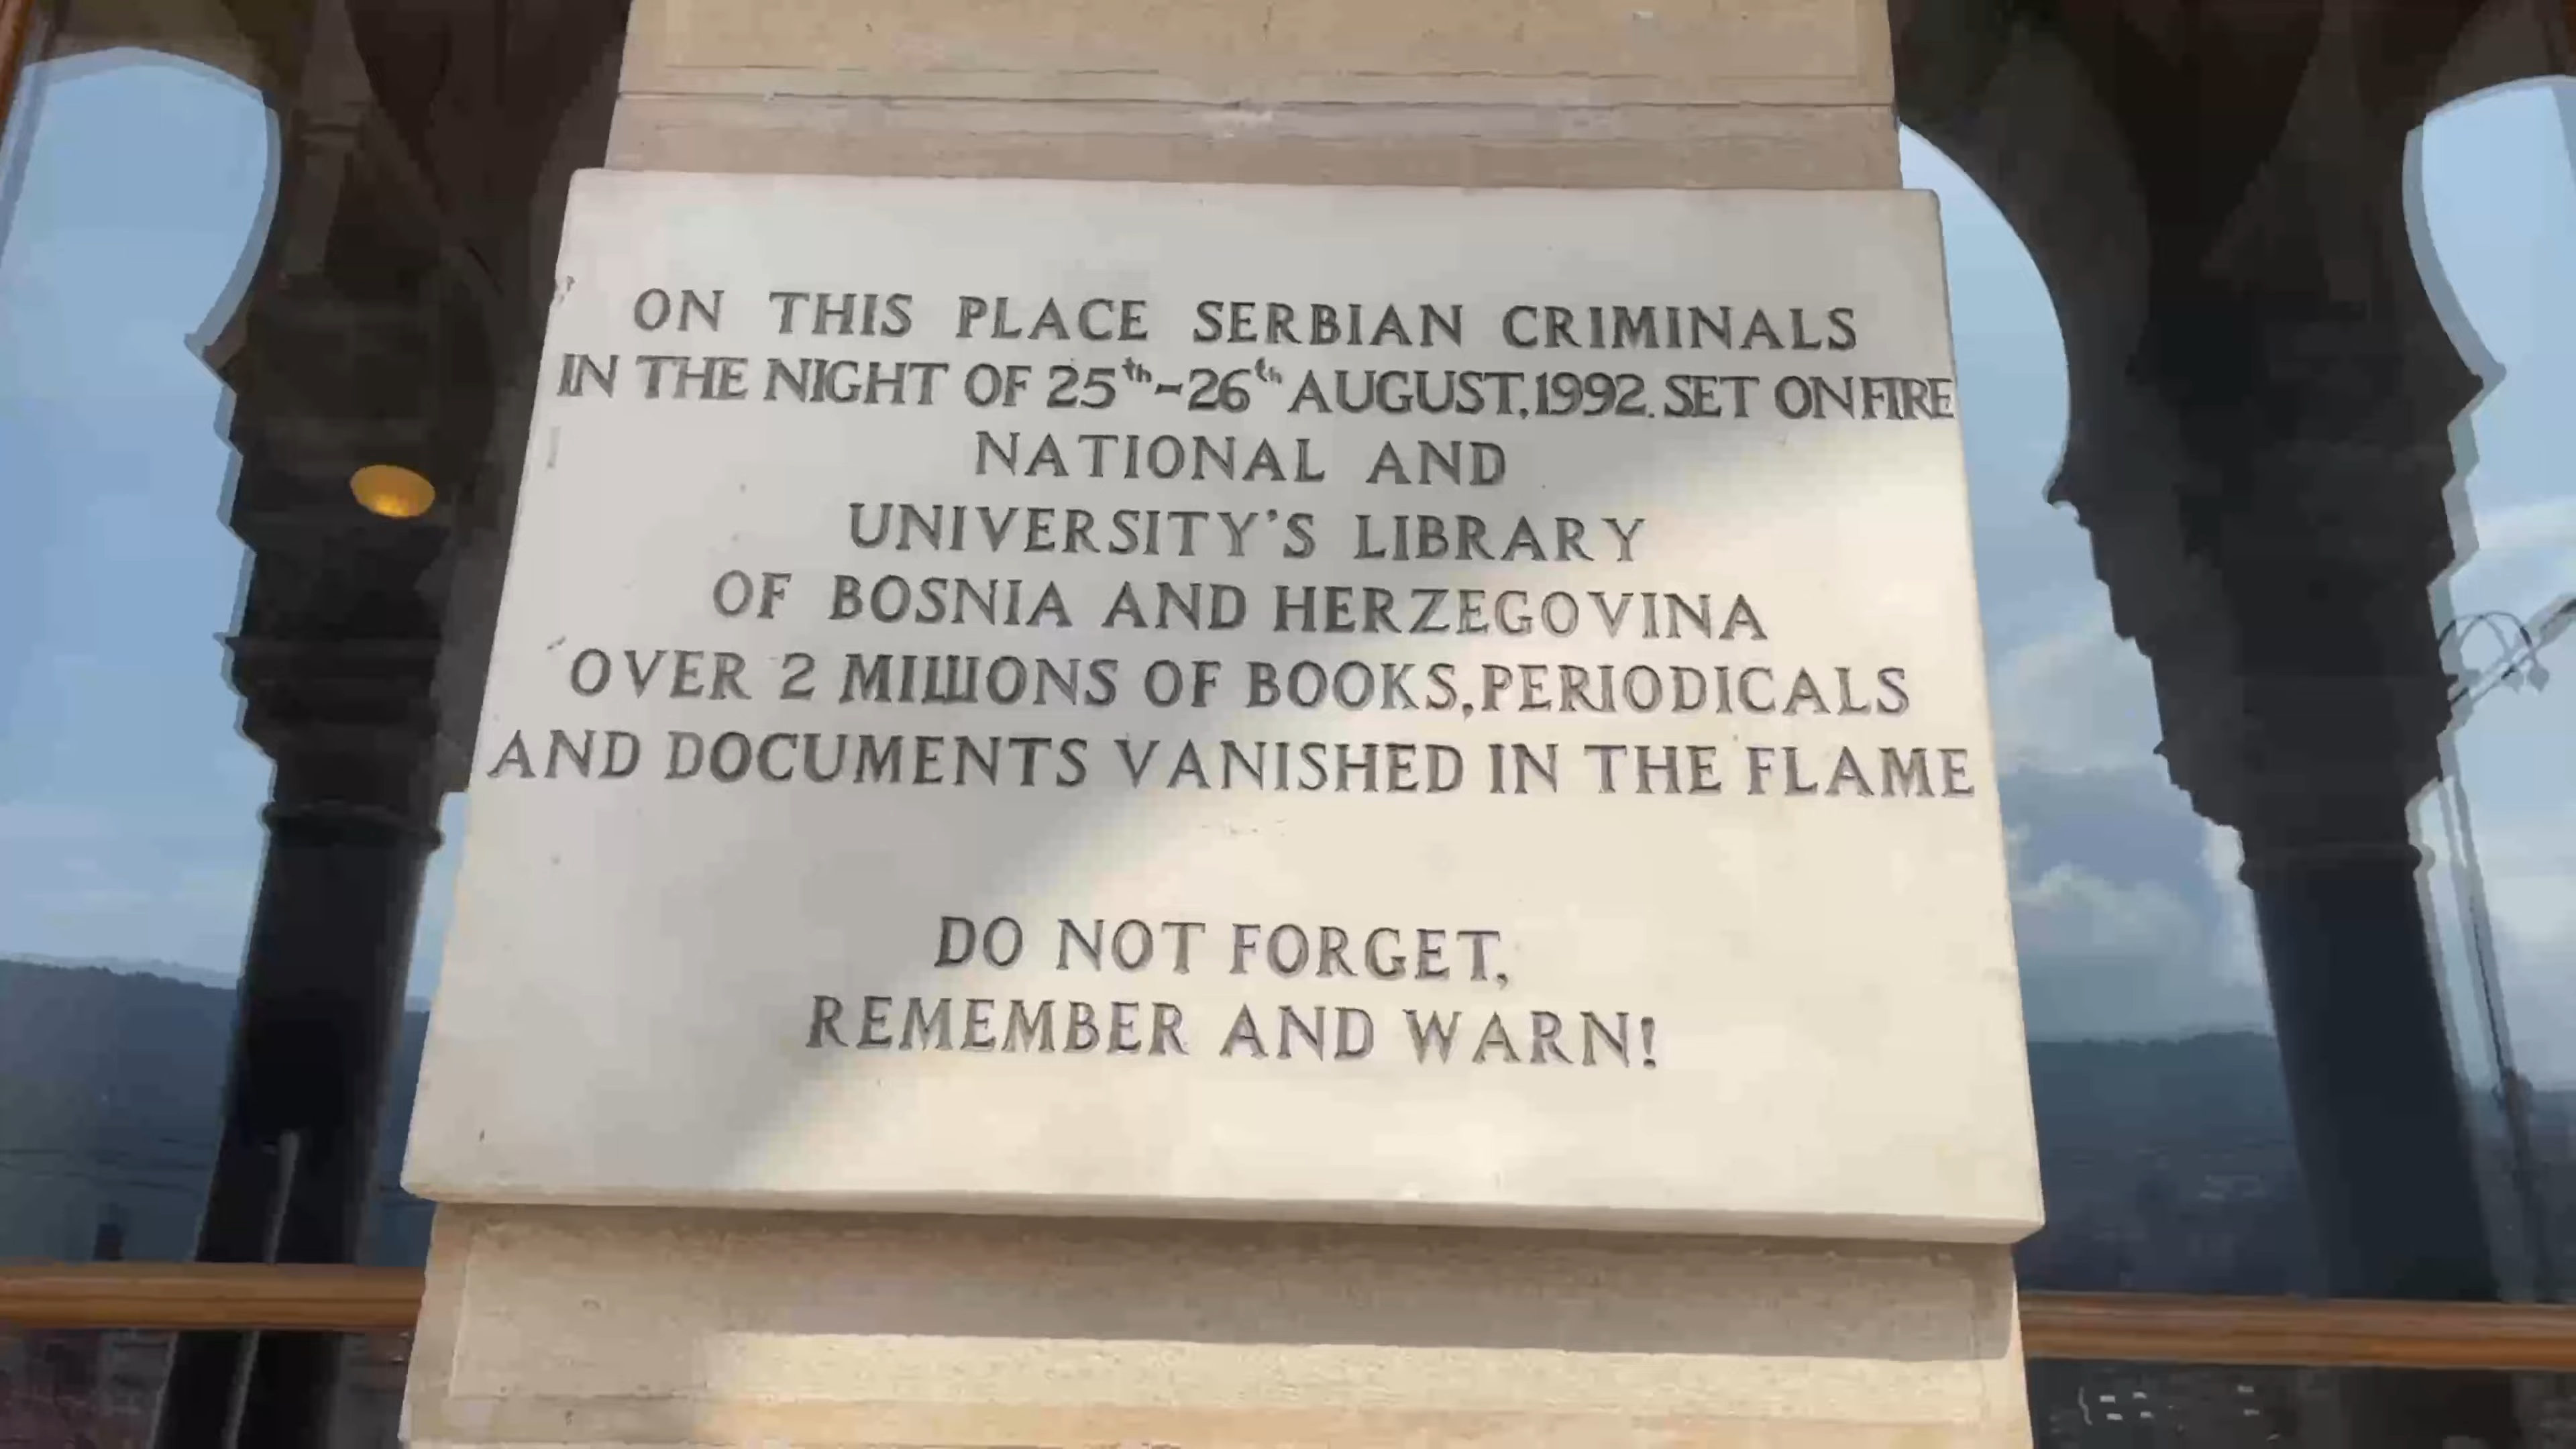 ON THIS PLACE SERBIAN CRIMINALS
IN THE NIGHT OF 25th-26th AUGUST,1992. SET ON FIRE
NATIONAL AND
UNIVERSITY'S LIBRARY
OF BOSNIA AND HERZEGOVINA
OVER 2 MILLIONS OF BOOKS,PERIODICALS
AND DOCUMENTS VANISHED IN THE FLAME
DO NOT FORGET,
REMEMBER AND WARN!